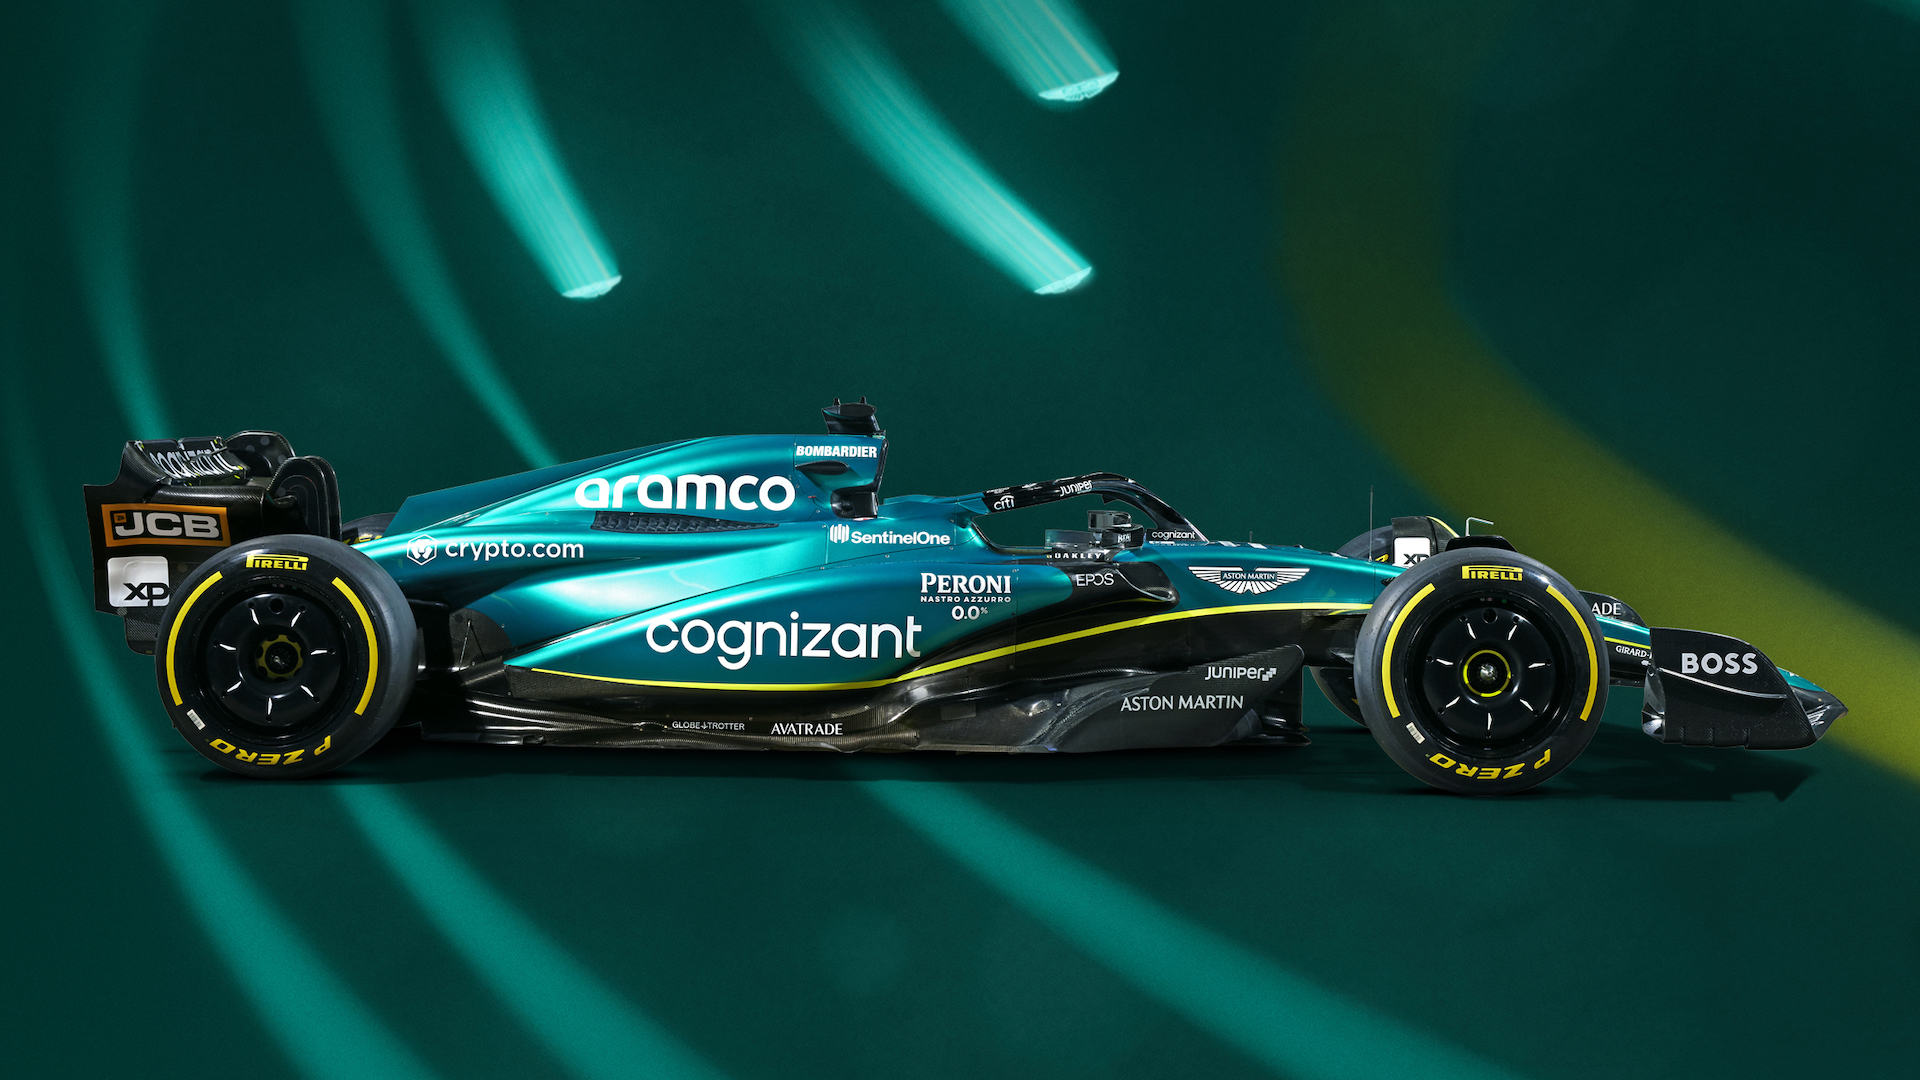 BOMBARDIER
aramco
citi
JUNIPer
JCB
crypto.com
SentinelOne
cognizant
OAKLEY
XP
XP
PIRELLI
PERONI
NASTRO AZZURRO
0.0%
EPOS
ASTON MARTIN
PIRELLI
cognizant
BOSS
JUNIPer
ASTON MARTIN
GLOBE-TROTTER
AVATRADE
P ZERO
P ZERO